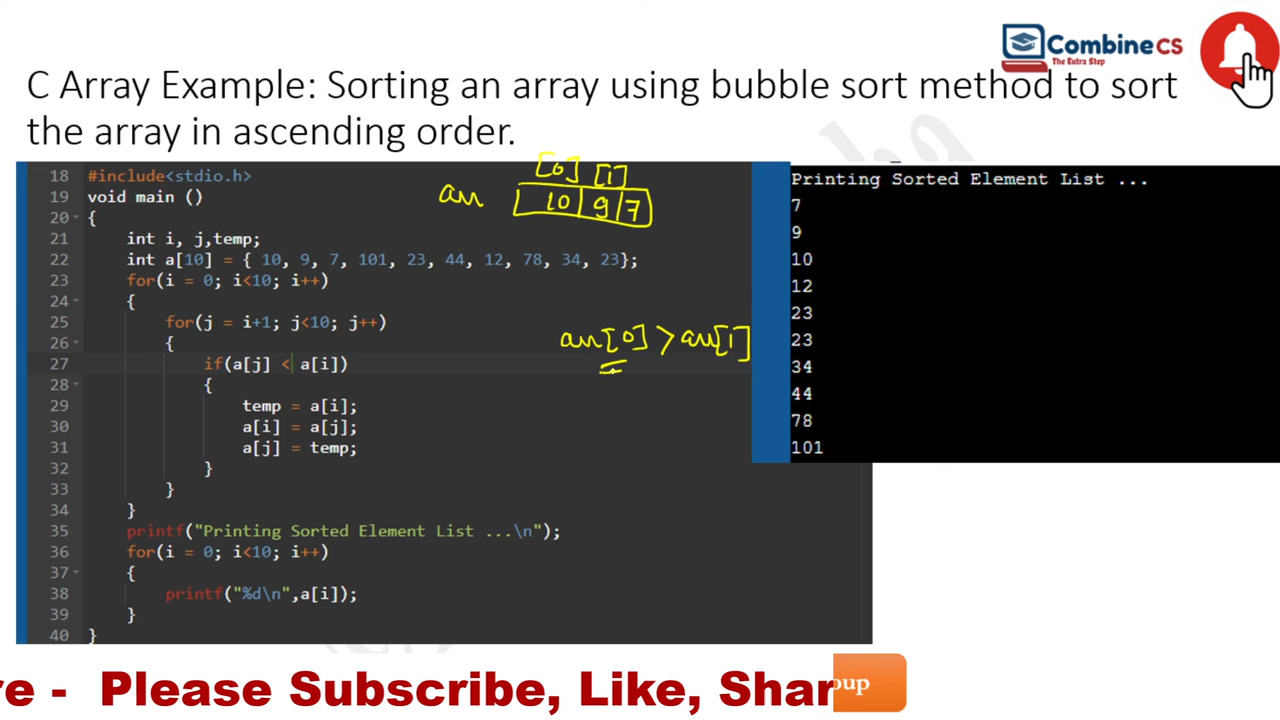 CombineCS
The Extra Step
C Array Example: Sorting an array using bubble sort method to sort
the array in ascending order.
18 #include<stdio.h>
19 void main ()
20 {
21 int i, j,temp;
22 int a[10] = { 10, 9, 7, 101, 23, 44, 12, 78, 34, 23};
23 for(i = 0; i<10; i++)
24 {
25 for(j = i+1; j<10; j++)
26 {
27 if(a[j] < a[i])
28 {
29 temp = a[i];
30 a[i] = a[j];
31 a[j] = temp;
32 }
33 }
34 }
35 printf("Printing Sorted Element List ...\n");
36 for(i = 0; i<10; i++)
37 {
38 printf("%d\n",a[i]);
39 }
40 }
[0] [1]
arr 10 9 7
arr[0] > arr[1]
Printing Sorted Element List ...
7
9
10
12
23
23
34
44
78
101
re - Please Subscribe, Like, Shar
oup